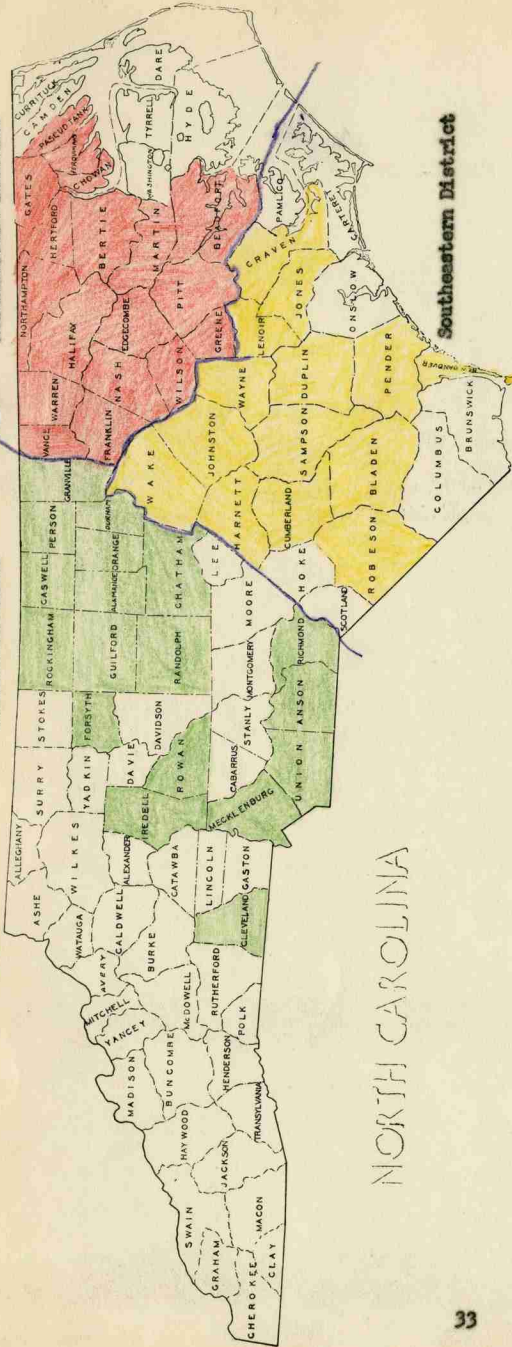 CURRITUCK
CAMDEN
PASQUOTANK
PERQUIMANS
CHOWAN
GATES
HERTFORD
NORTHAMPTON
BERTIE
HALIFAX
WARREN
VANCE
GRANVILLE
PERSON
CASWELL
ROCKINGHAM
STOKES
SURRY
ALLEGHANY
ASHE
WATAUGA
WILKES
YADKIN
FORSYTH
GUILFORD
ALAMANCE
ORANGE
DURHAM
FRANKLIN
NASH
EDGECOMBE
MARTIN
WASHINGTON
TYRRELL
DARE
HYDE
BEAUFORT
PITT
GREENE
WILSON
WAKE
CHATHAM
RANDOLPH
DAVIDSON
DAVIE
IREDELL
ALEXANDER
CALDWELL
AVERY
MITCHELL
YANCEY
MADISON
BUNCOMBE
McDOWELL
BURKE
CATAWBA
ROWAN
LEE
JOHNSTON
WAYNE
LENOIR
CRAVEN
PAMLICO
CARTERET
JONES
ONSLOW
DUPLIN
SAMPSON
HARNETT
CUMBERLAND
HOKE
MOORE
MONTGOMERY
STANLY
CABARRUS
MECKLENBURG
LINCOLN
GASTON
CLEVELAND
RUTHERFORD
POLK
HENDERSON
TRANSYLVANIA
HAYWOOD
JACKSON
SWAIN
GRAHAM
MACON
CHEROKEE
CLAY
UNION
ANSON
RICHMOND
SCOTLAND
ROBESON
BLADEN
PENDER
NEW HANOVER
COLUMBUS
BRUNSWICK
NORTH CAROLINA
Southeastern District
33